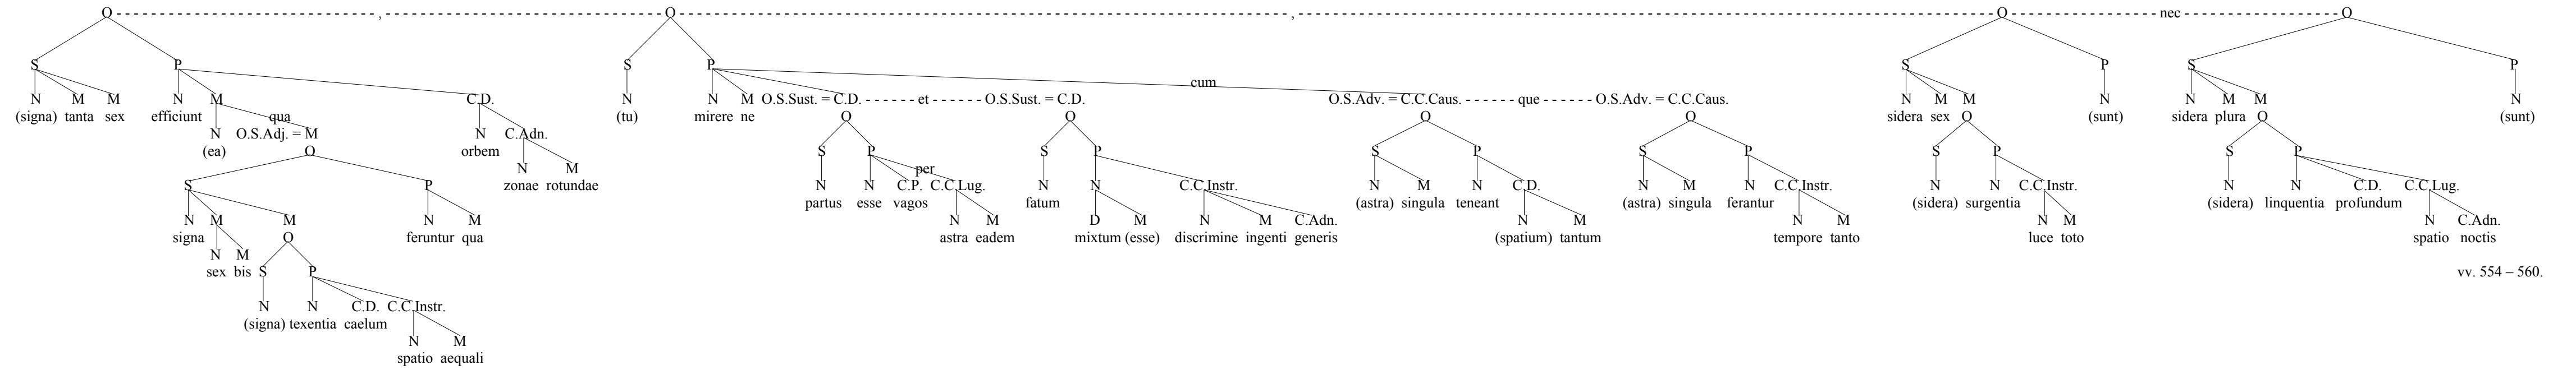 O , O , O nec O
S P S P S P S P
cum
N M M N M C.D. N N M O.S.Sust. = C.D. et O.S.Sust. = C.D. O.S.Adv. = C.C.Caus. que O.S.Adv. = C.C.Caus. N M M N N M M N
(signa) tanta sex efficiunt qua (tu) mirere ne O O O O sidera sex O (sunt) sidera plura O (sunt)
N O.S.Adj. = M N C.Adn.
(ea) O orbem S P S P S P S P S P S P
N M per
zonae rotundae
S P N N C.P. C.C.Lug. N N C.C.Instr. N M N C.D. N M N C.C.Instr. N N C.C.Instr. N N C.D. C.C.Lug.
partus esse vagos fatum (astra) singula teneant (astra) singula ferantur (sidera) surgentia (sidera) linquentia profundum
N M M N M N M D M N M C.Adn. N M N M N M N C.Adn.
signa O feruntur qua astra eadem mixtum (esse) discrimine ingenti generis (spatium) tantum tempore tanto luce toto spatio noctis
N M
sex bis S P vv. 554 – 560.
N N C.D. C.C.Instr.
(signa) texentia caelum
N M
spatio aequali